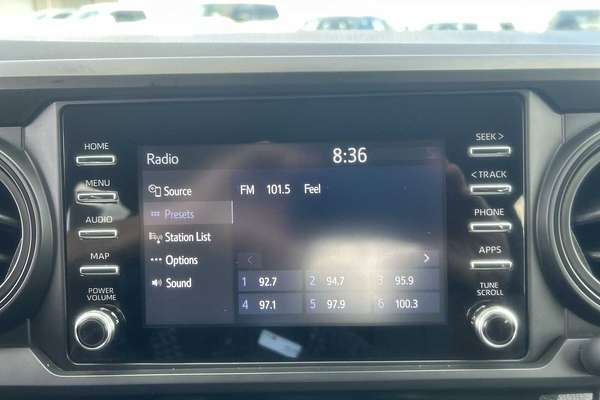 HOME
MENU
AUDIO
MAP
POWER
VOLUME
Radio
8:36
Source
Presets
Station List
Options
Sound
FM 101.5 Feel
1 92.7 2 94.7 3 95.9
4 97.1 5 97.9 6 100.3
SEEK >
< TRACK
PHONE
APPS
TUNE
SCROLL